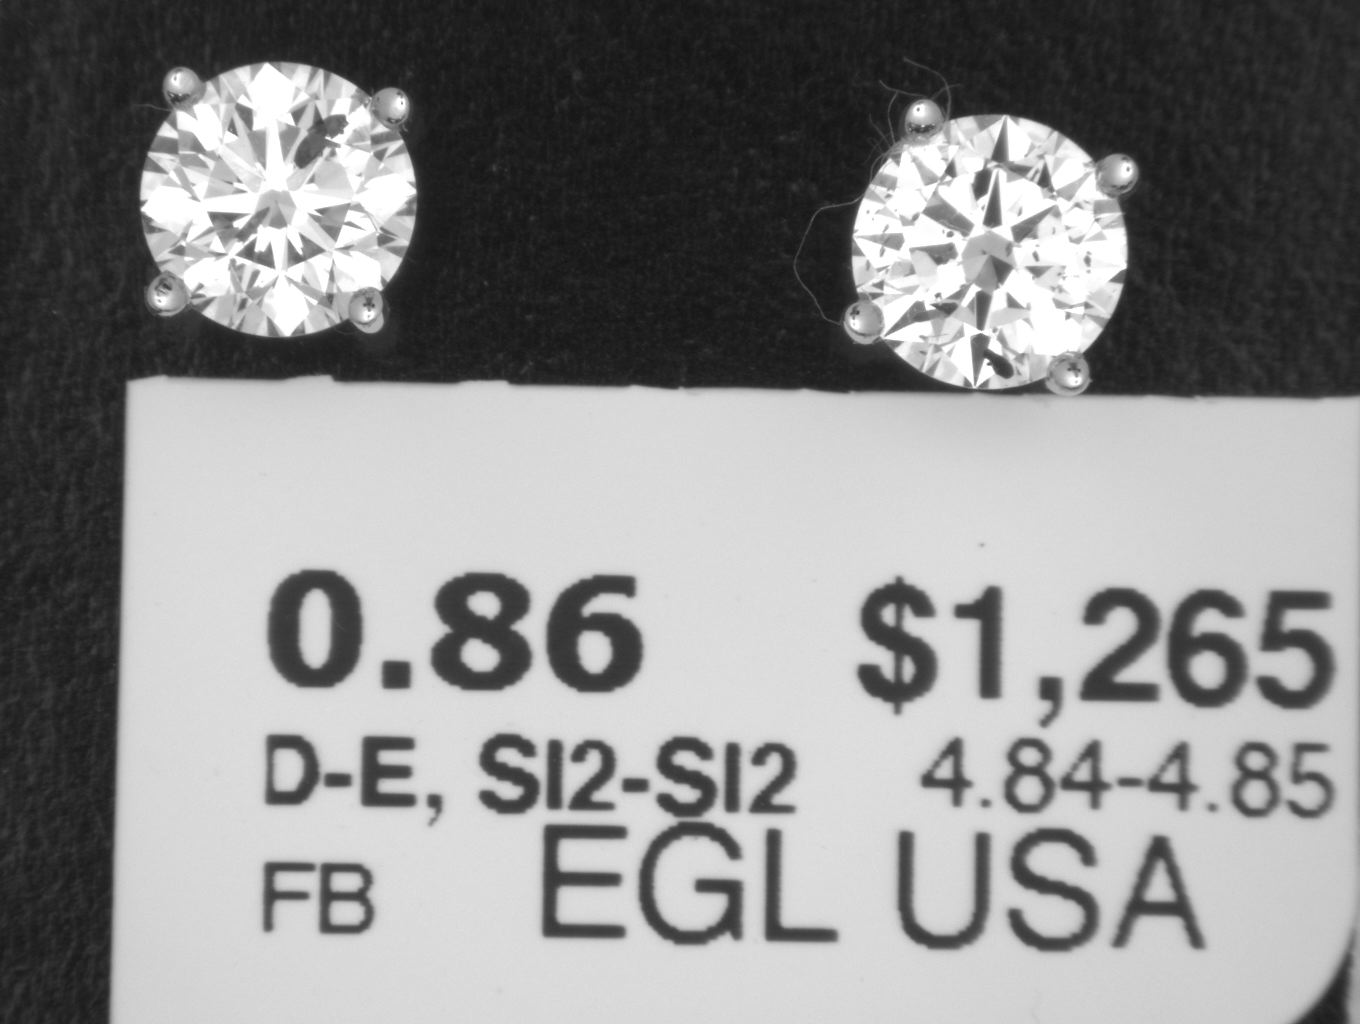 0.86 $1,265
D-E, SI2-SI2 4.84-4.85
FB EGL USA